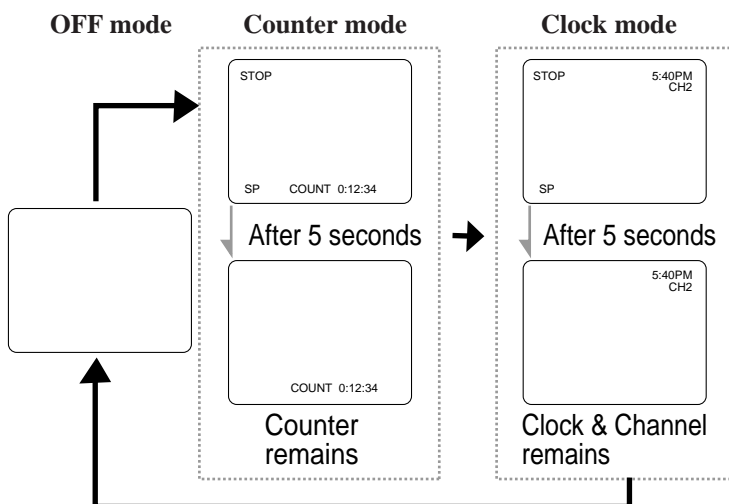 OFF mode
Counter mode
Clock mode
STOP
SP COUNT 0:12:34
After 5 seconds
COUNT 0:12:34
Counter
remains
STOP 5:40PM
CH2
SP
After 5 seconds
5:40PM
CH2
Clock & Channel
remains